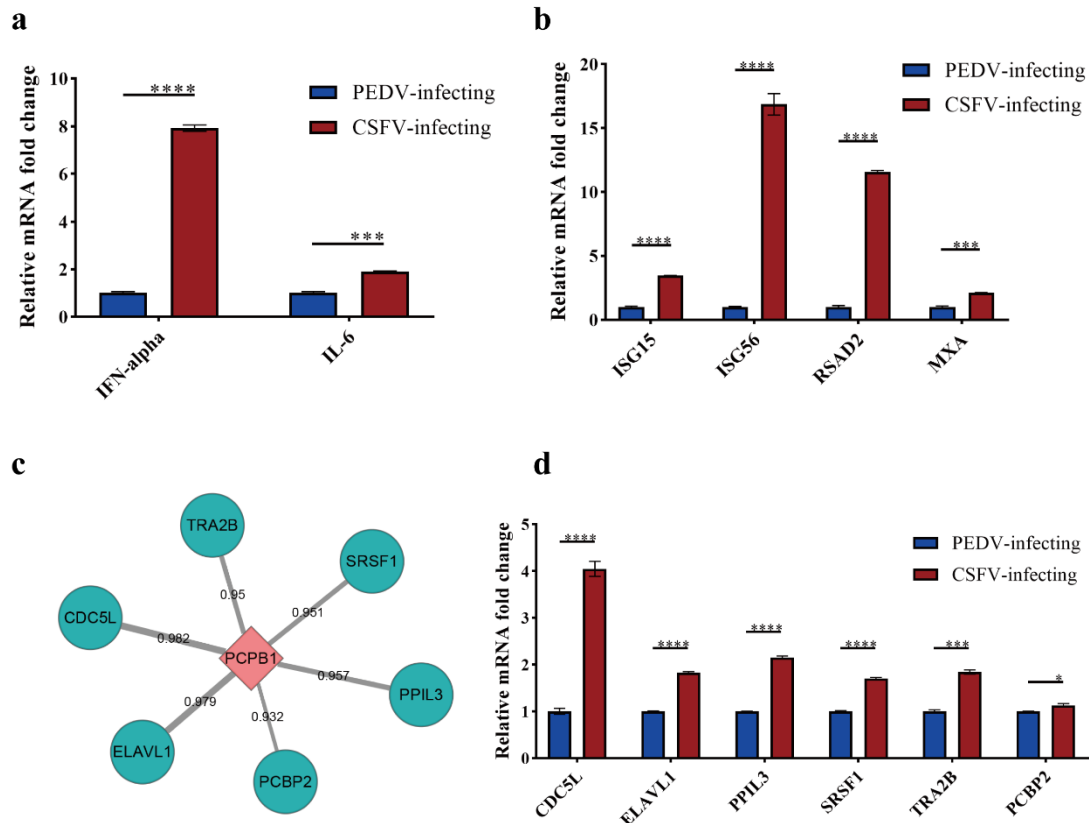 a
Relative mRNA fold change
10
8
6
4
2
0
****
***
PEDV-infecting
CSFV-infecting
IFN-alpha
IL-6
b
Relative mRNA fold change
20
15
10
5
0
****
****
****
***
PEDV-infecting
CSFV-infecting
ISG15
ISG56
RSAD2
MXA
c
TRA2B
SRSF1
CDC5L
PCPB1
PPIL3
ELAVL1
PCBP2
0.95
0.951
0.982
0.957
0.979
0.932
d
Relative mRNA fold change
5
4
3
2
1
0
****
****
****
****
***
*
PEDV-infecting
CSFV-infecting
CDC5L
ELAVL1
PPIL3
SRSF1
TRA2B
PCBP2